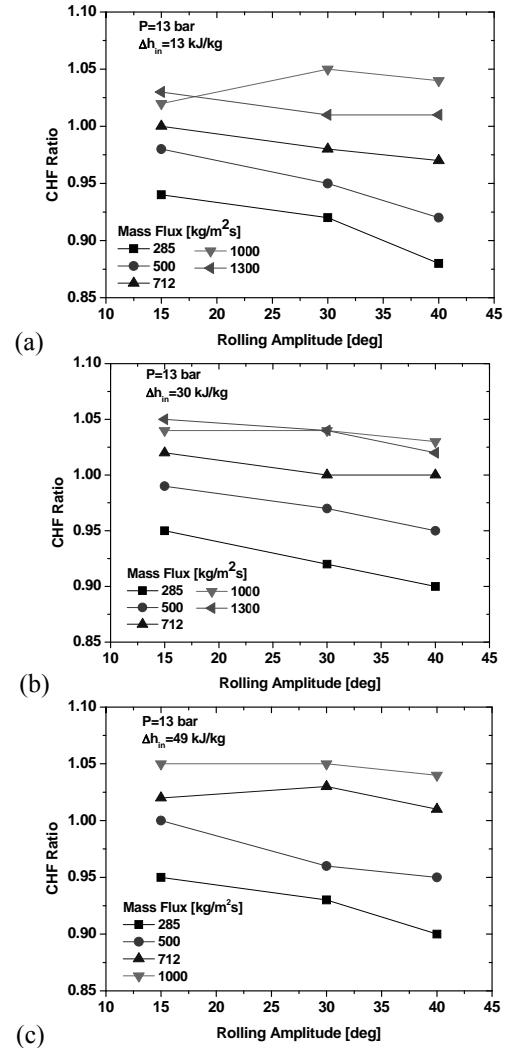 P=13 bar
Δh_in=13 kJ/kg
1.10
1.05
1.00
0.95
0.90
0.85
CHF Ratio
Mass Flux [kg/m²s]
285
500
712
1000
1300
10 15 20 25 30 35 40 45
Rolling Amplitude [deg]
(a)
P=13 bar
Δh_in=30 kJ/kg
1.10
1.05
1.00
0.95
0.90
0.85
CHF Ratio
Mass Flux [kg/m²s]
285
500
712
1000
1300
10 15 20 25 30 35 40 45
Rolling Amplitude [deg]
(b)
P=13 bar
Δh_in=49 kJ/kg
1.10
1.05
1.00
0.95
0.90
0.85
CHF Ratio
Mass Flux [kg/m²s]
285
500
712
1000
10 15 20 25 30 35 40 45
Rolling Amplitude [deg]
(c)